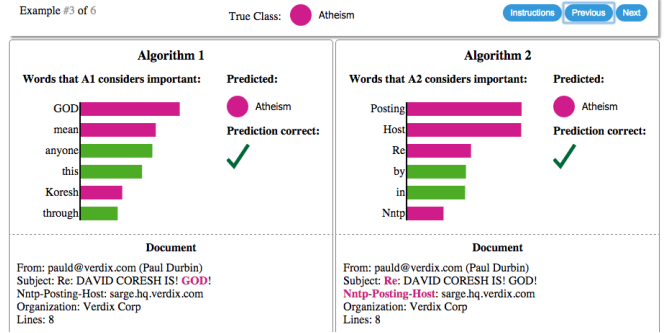 Example #3 of 6
True Class: Atheism
Instructions Previous Next
Algorithm 1
Words that A1 considers important: Predicted:
GOD
mean
anyone
this
Koresh
through
Atheism
Prediction correct:
Document
From: pauld@verdix.com (Paul Durbin)
Subject: Re: DAVID CORESH IS! GOD!
Nntp-Posting-Host: sarge.hq.verdix.com
Organization: Verdix Corp
Lines: 8
Algorithm 2
Words that A2 considers important: Predicted:
Posting
Host
Re
by
in
Nntp
Atheism
Prediction correct:
Document
From: pauld@verdix.com (Paul Durbin)
Subject: Re: DAVID CORESH IS! GOD!
Nntp-Posting-Host: sarge.hq.verdix.com
Organization: Verdix Corp
Lines: 8